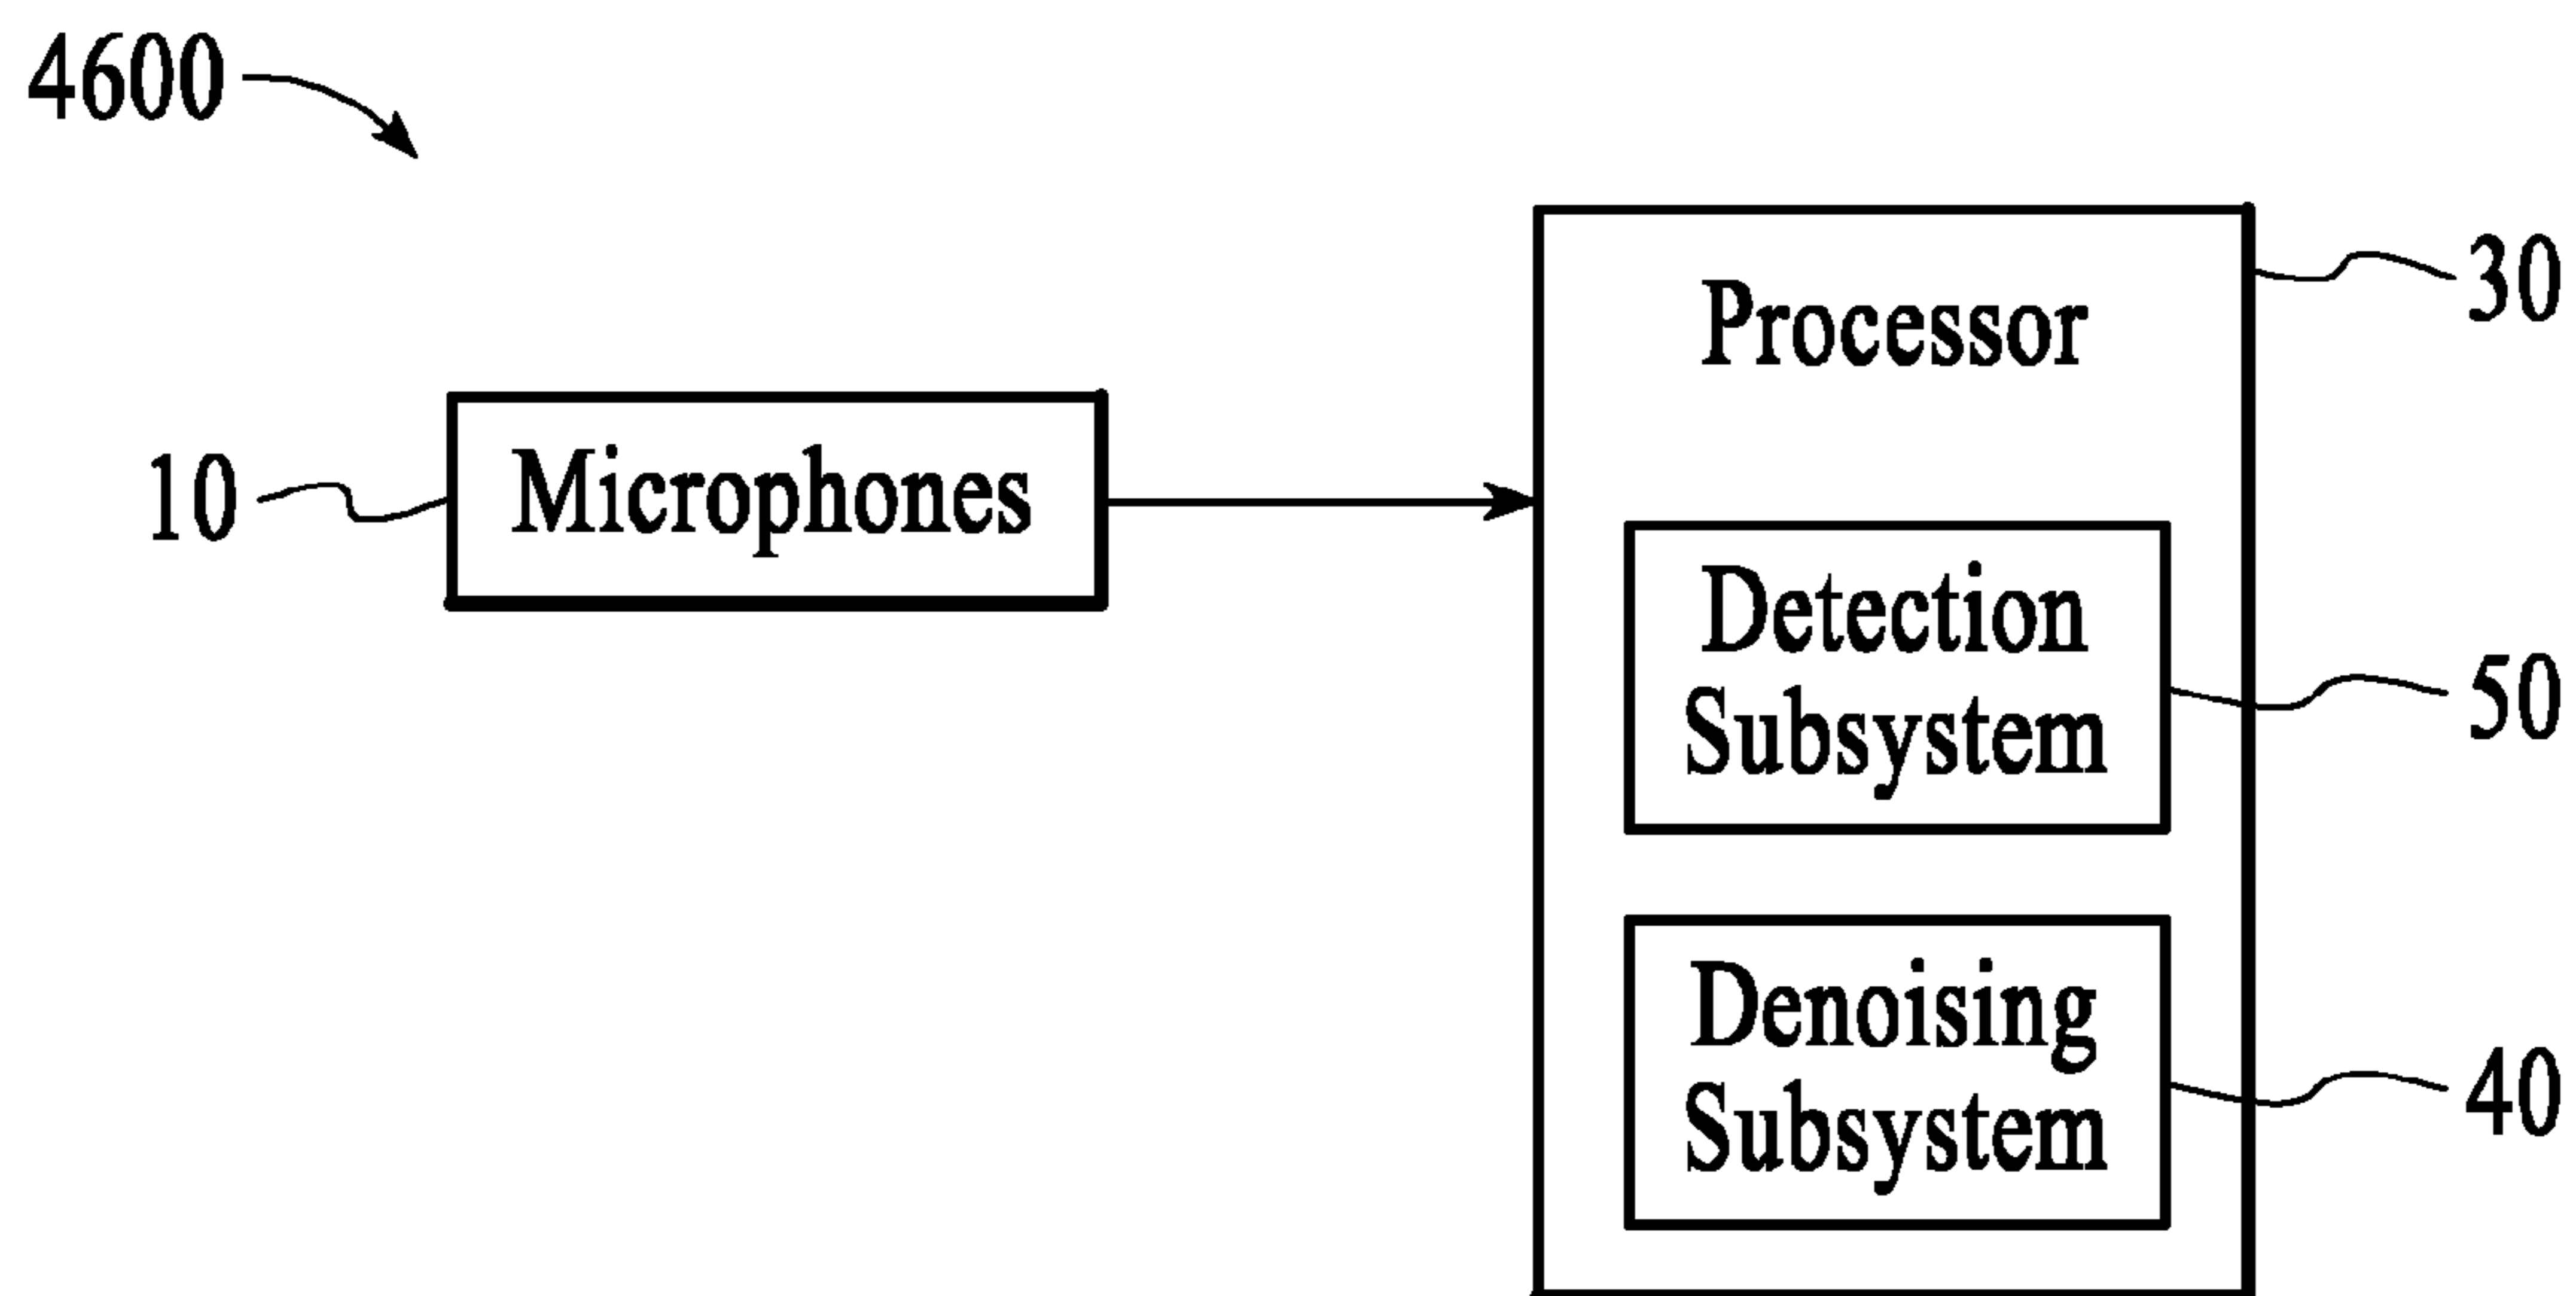 4600
Processor
30
10
Microphones
Detection
Subsystem
50
Denoising
Subsystem
40